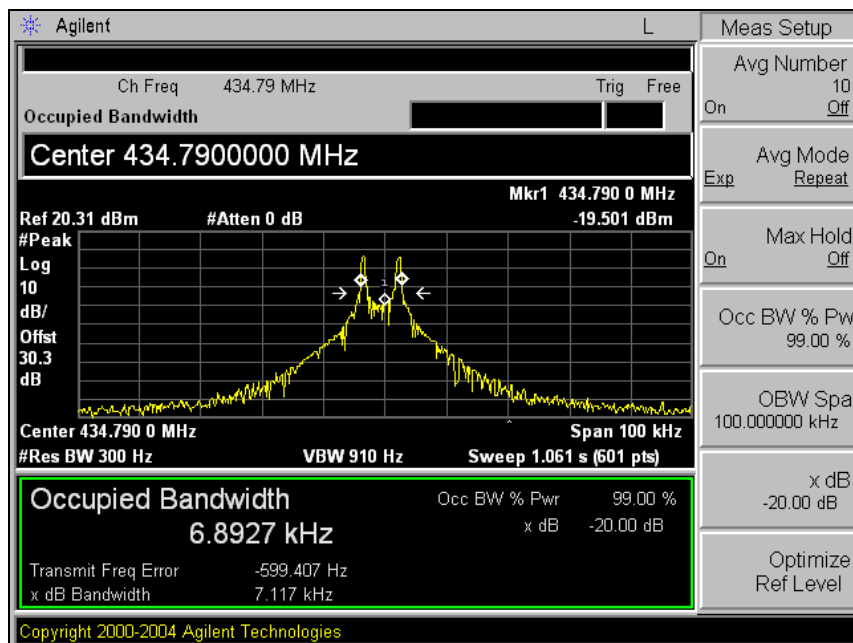 Agilent L Meas Setup
Ch Freq 434.79 MHz Trig Free
Occupied Bandwidth
Center 434.7900000 MHz
Mkr1 434.790 0 MHz
Ref 20.31 dBm #Atten 0 dB -19.501 dBm
#Peak
Log
10
dB/
Offst
30.3
dB
1
Center 434.790 0 MHz Span 100 kHz
#Res BW 300 Hz VBW 910 Hz Sweep 1.061 s (601 pts)
Occupied Bandwidth
6.8927 kHz
Occ BW % Pwr 99.00 %
x dB -20.00 dB
Transmit Freq Error -599.407 Hz
x dB Bandwidth 7.117 kHz
Avg Number
10
On Off
Avg Mode
Exp Repeat
Max Hold
On Off
Occ BW % Pw
99.00 %
OBW Spa
100.000000 kHz
x dB
-20.00 dB
Optimize
Ref Level
Copyright 2000-2004 Agilent Technologies